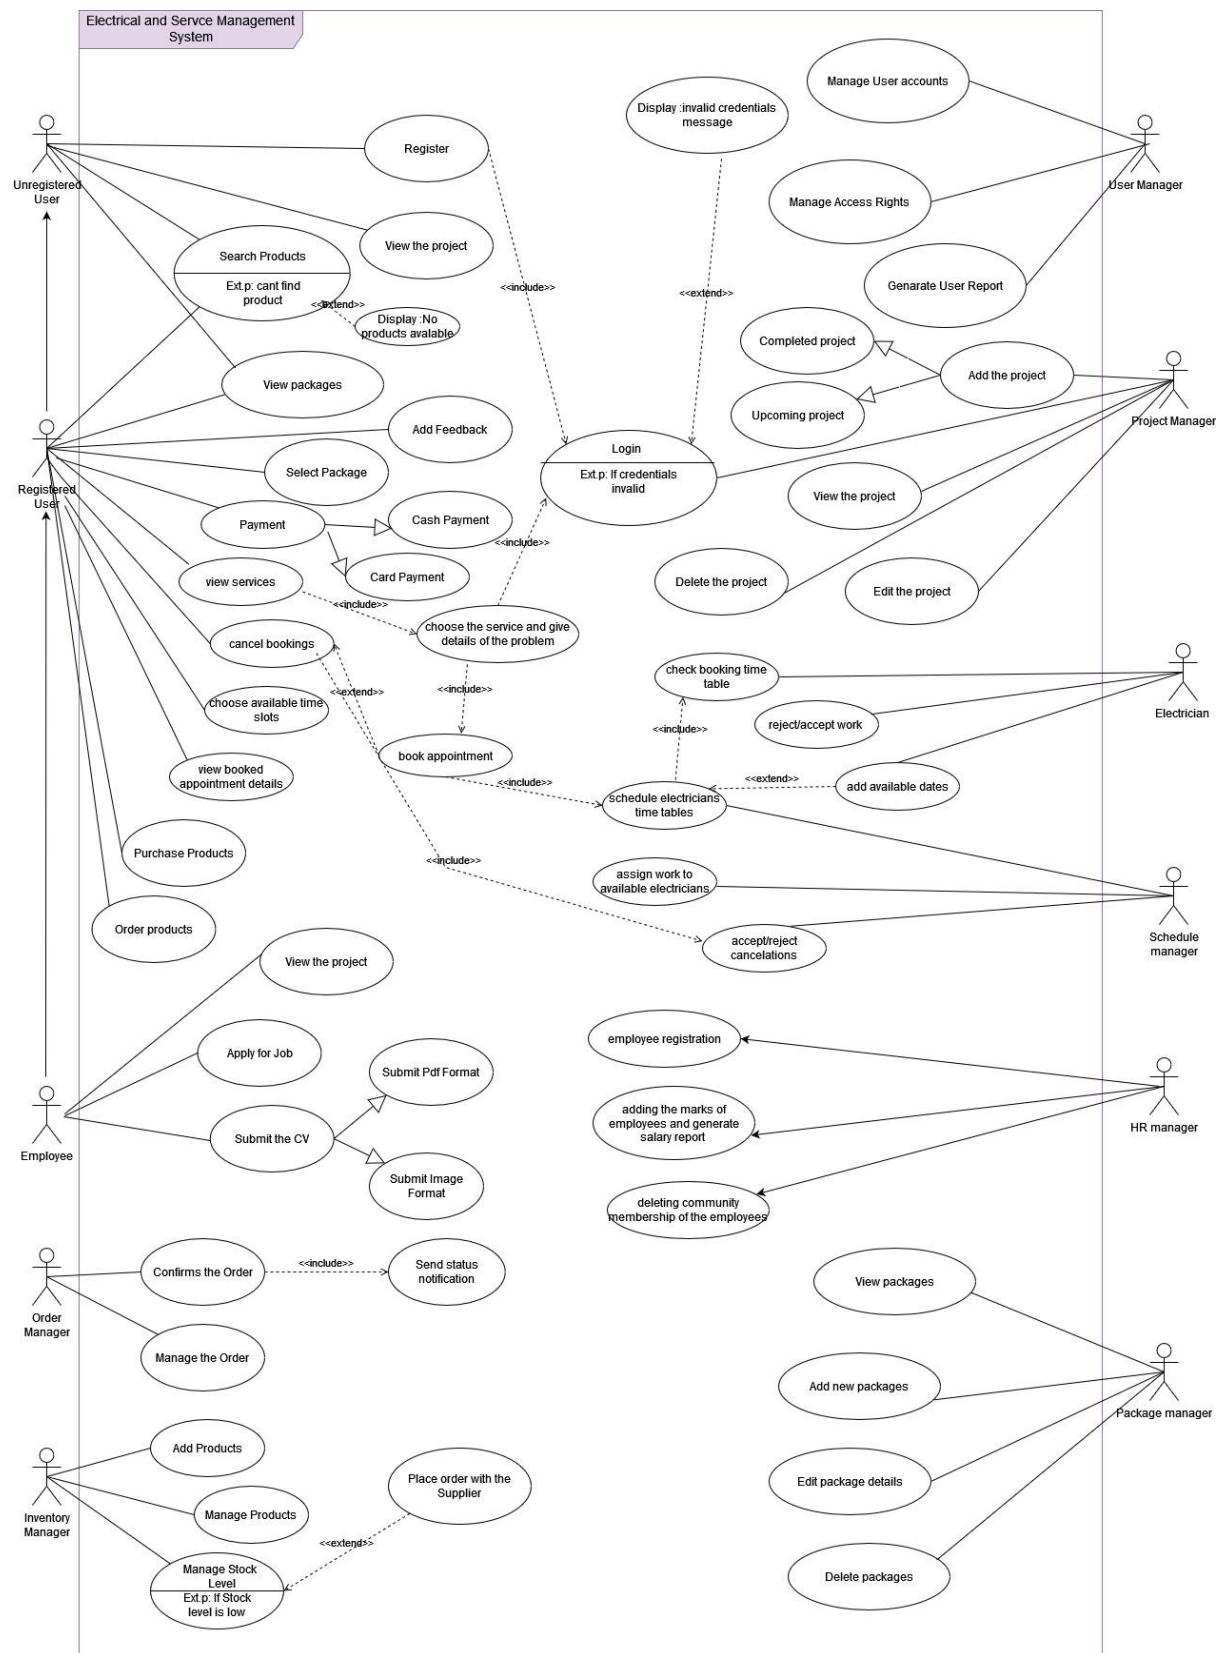 Electrical and Servce Management
System
Unregistered
User
Register
Display :invalid credentials
message
Manage User accounts
User Manager
Manage Access Rights
Genarate User Report
View the project
Search Products
Ext.p: cant find
product
<<extend>>
Display :No
products avalable
<<include>>
<<extend>>
View packages
Completed project
Upcoming project
Add the project
Project Manager
Registered
User
Add Feedback
Select Package
Login
Ext.p: If credentials
invalid
Payment
Cash Payment
Card Payment
View the project
Delete the project
Edit the project
view services
<<include>>
<<include>>
choose the service and give
details of the problem
cancel bookings
<<extend>>
<<include>>
choose available time
slots
view booked
appointment details
book appointment
<<include>>
check booking time
table
Electrician
reject/accept work
<<include>>
<<extend>>
add available dates
schedule electricians
time tables
Purchase Products
Order products
<<include>>
assign work to
available electricians
Schedule
manager
accept/reject
cancelations
View the project
Apply for Job
Submit the CV
Submit Pdf Format
Submit Image
Format
Employee
employee registration
adding the marks of
employees and generate
salary report
deleting community
membership of the employees
HR manager
Order
Manager
Confirms the Order
<<include>>
Send status
notification
Manage the Order
View packages
Add new packages
Edit package details
Delete packages
Package manager
Inventory
Manager
Add Products
Manage Products
Place order with the
Supplier
<<extend>>
Manage Stock
Level
Ext.p: If Stock
level is low